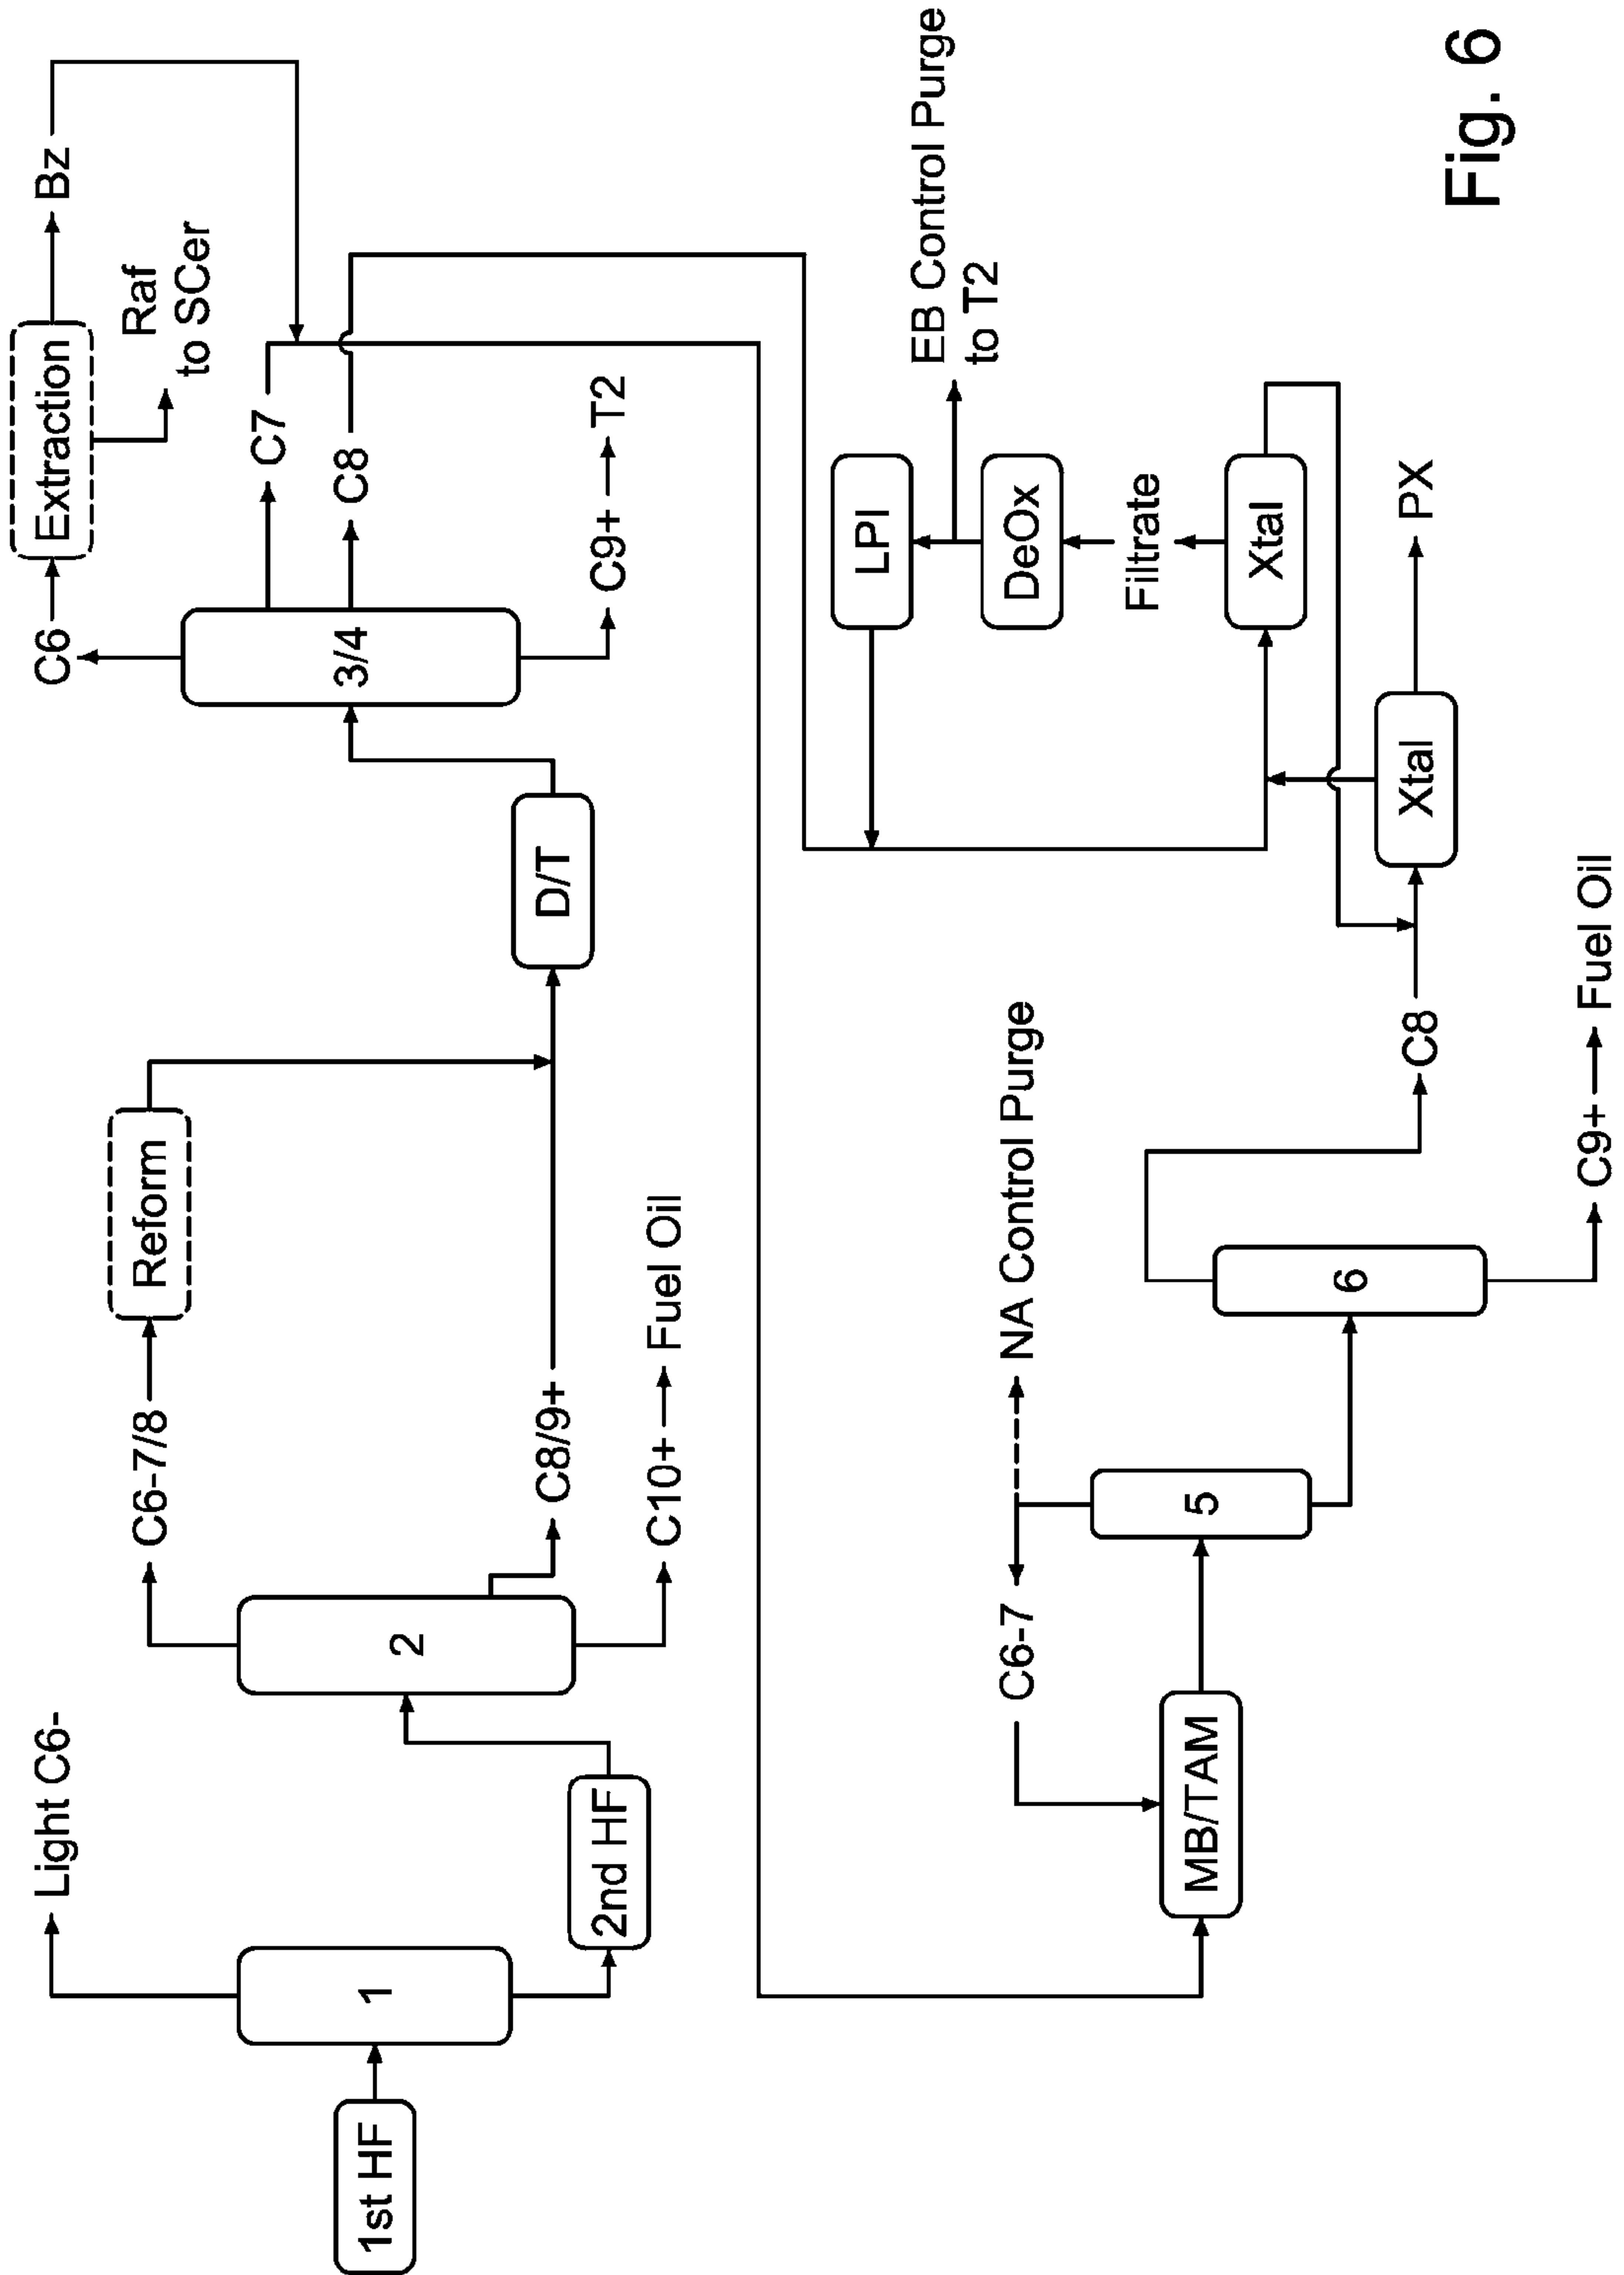 Light C6-
1st HF
1
2nd HF
2
C6-7/8
Reform
C8/9+
C10+
Fuel Oil
D/T
3/4
C6
Extraction
Bz
Raf
to SCer
C7
C8
C9+
T2
MB/TAM
C6-7
NA Control Purge
5
6
C8
C9+
Fuel Oil
LPI
DeOx
EB Control Purge
to T2
Filtrate
Xtal
Xtal
PX
Fig. 6